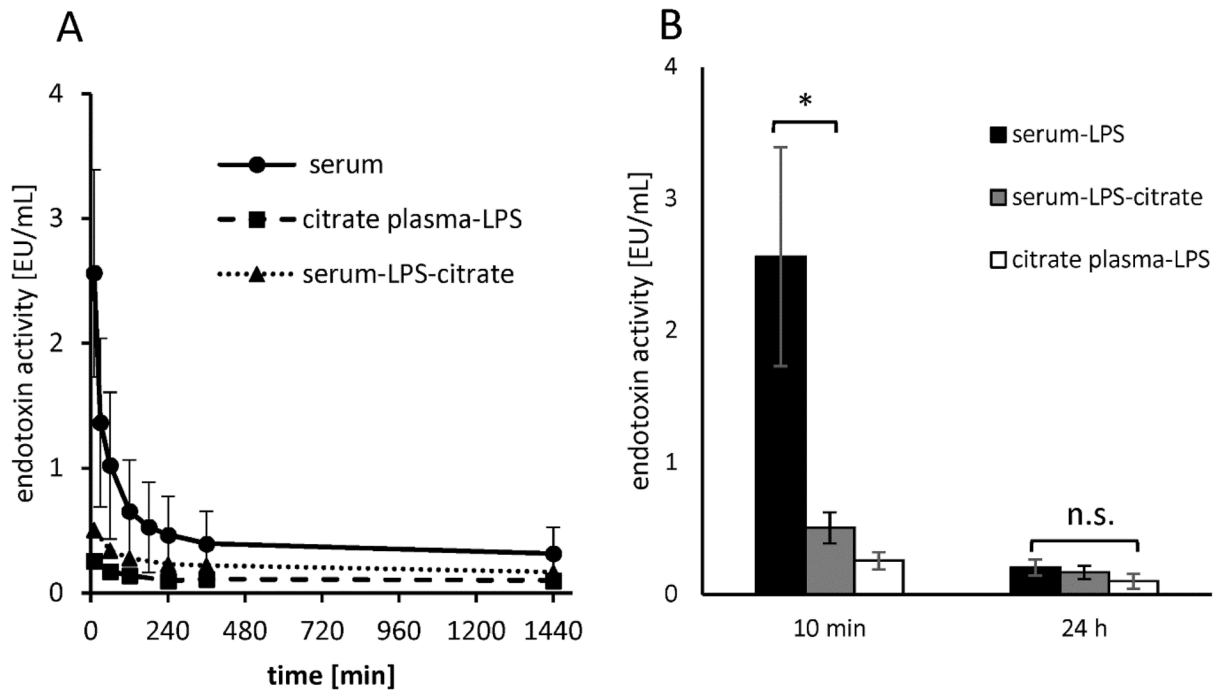 A
endotoxin activity [EU/mL]
4
3
2
1
0
serum
citrate plasma-LPS
serum-LPS-citrate
0 240 480 720 960 1200 1440
time [min]
B
endotoxin activity [EU/mL]
4
3
2
1
0
*
n.s.
serum-LPS
serum-LPS-citrate
citrate plasma-LPS
10 min 24 h